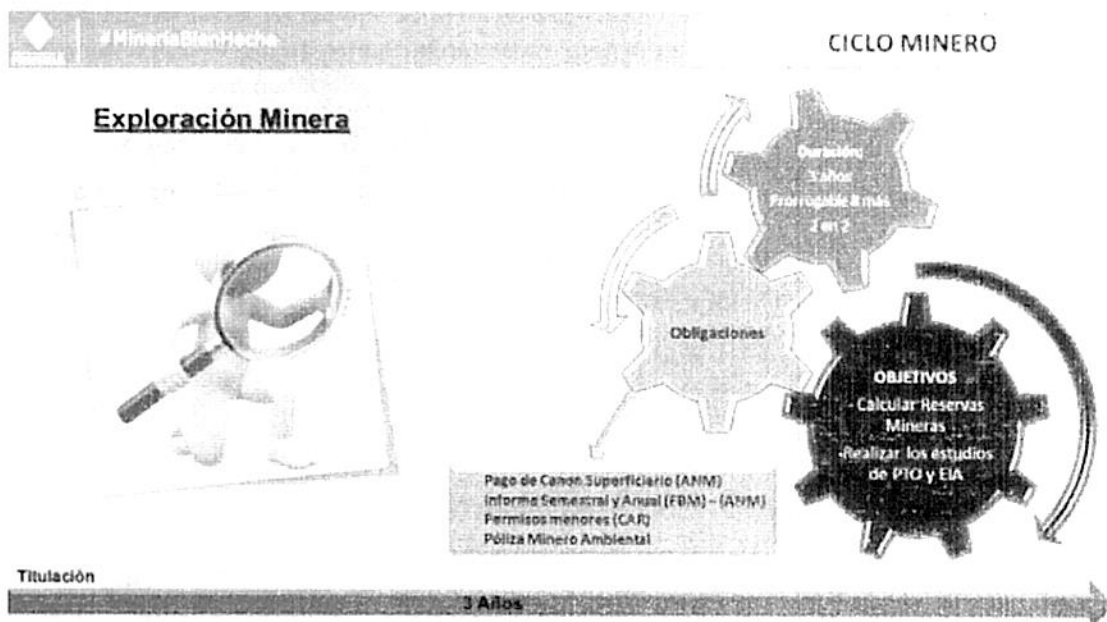 #MineríaBienHecha
CICLO MINERO
Exploración Minera
Duración:
3 años
Prorrogable 8 más
2 en 2
Obligaciones
OBJETIVOS
- Calcular Reservas
Mineras
-Realizar los estudios
de PTO y EIA
Pago de Canon Superficiario (ANM)
Informe Semestral y Anual (FBM) – (ANM)
Permisos menores (CAR)
Póliza Minero Ambiental
Titulación
3 Años